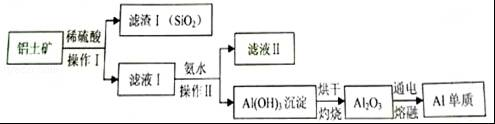 铝土矿
稀硫酸
操作Ⅰ
滤渣Ⅰ（SiO₂）
滤液Ⅰ
氨水
操作Ⅱ
滤液Ⅱ
Al(OH)₃沉淀
烘干
灼烧
Al₂O₃
通电
熔融
Al 单质